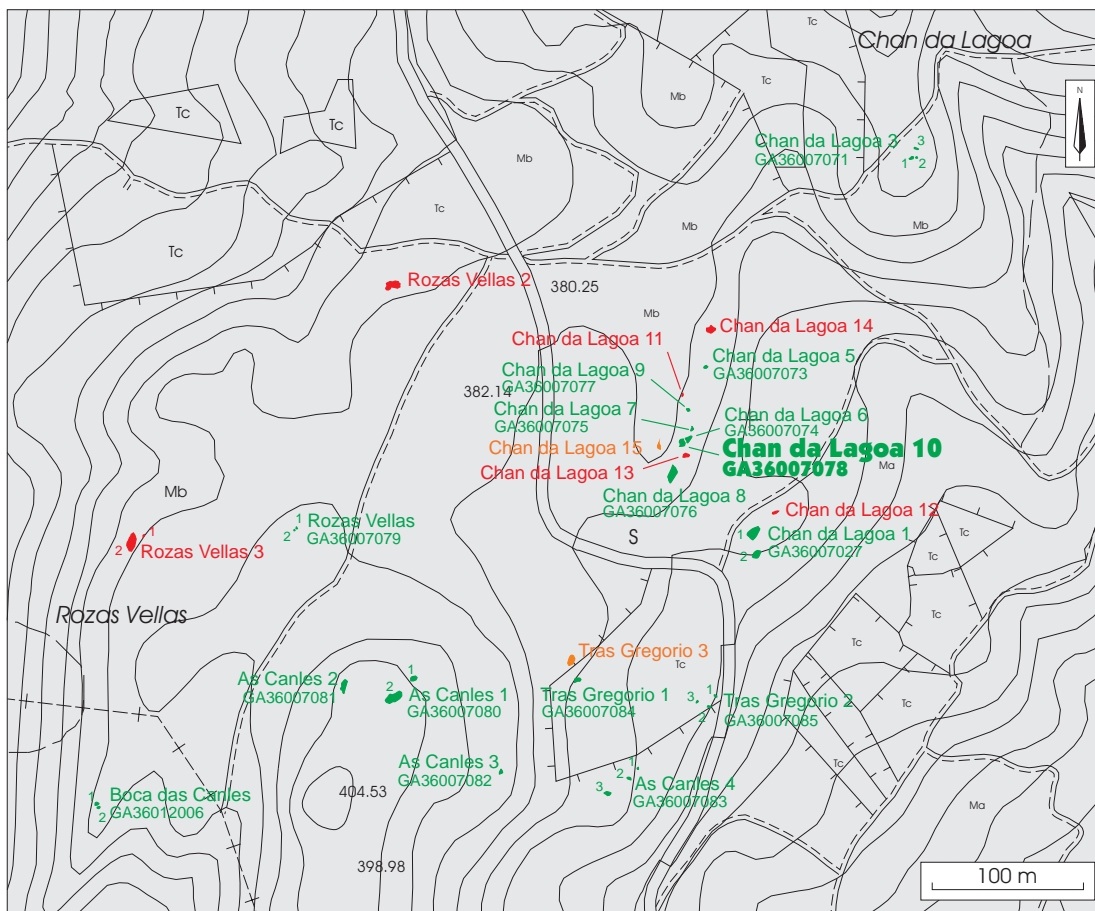 Chan da Lagoa
N
Tc
Tc
Tc
Mb
Mb
Chan da Lagoa 3
GA36007071
3
1 2
Mb
Tc
Tc
Mb
Mb
Rozas Vellas 2
380.25
Mb
Chan da Lagoa 14
Chan da Lagoa 11
Chan da Lagoa 5
GA36007073
Chan da Lagoa 9
GA36007077
382.14
Chan da Lagoa 7
GA36007075
Chan da Lagoa 6
GA36007074
Chan da Lagoa 15
Chan da Lagoa 10
GA36007078
Ma
Chan da Lagoa 13
Chan da Lagoa 8
GA36007076
Mb
Chan da Lagoa 12
1
2
Rozas Vellas
GA36007079
1
2
Rozas Vellas 3
S
1
2
Chan da Lagoa 1
GA36007027
Tc
Tc
Tc
Rozas Vellas
Tras Gregorio 3
Tc
Tc
As Canles 2
GA36007081
1
2
As Canles 1
GA36007080
Tras Gregorio 1
GA36007084
3
1
2
Tras Gregorio 2
GA36007085
Tc
As Canles 3
GA36007082
1
2
3
As Canles 4
GA36007083
Tc
404.53
1
2
Boca das Canles
GA36012006
Ma
398.98
100 m